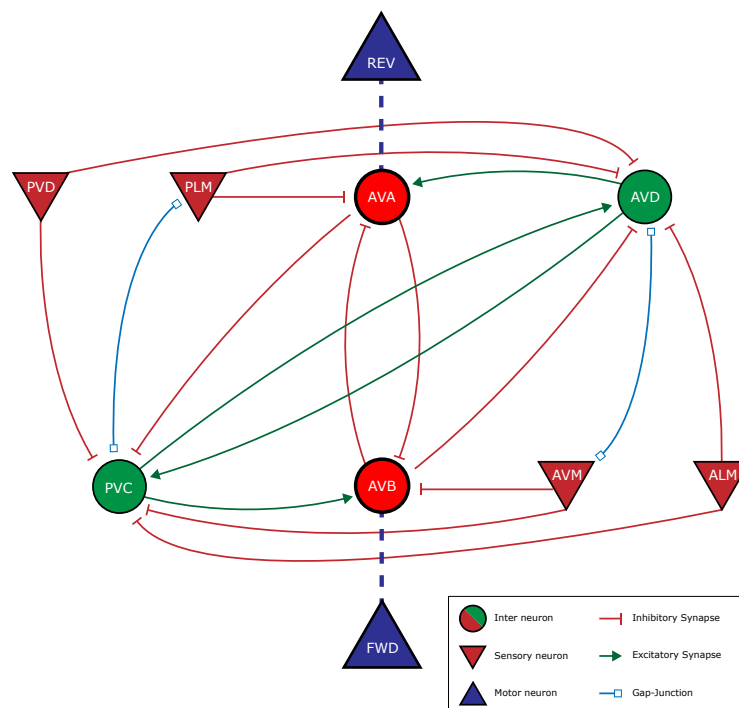 REV
PVD
PLM
AVA
AVD
PVC
AVB
AVM
ALM
FWD
Inter neuron
Inhibitory Synapse
Sensory neuron
Excitatory Synapse
Motor neuron
Gap-Junction